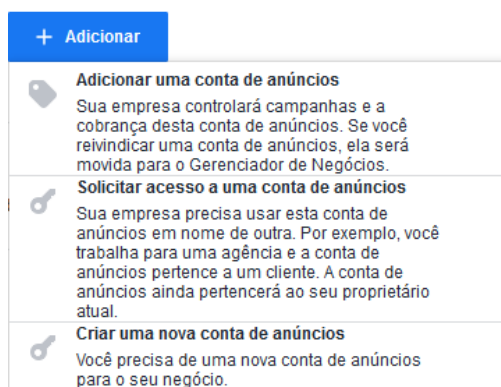 + Adicionar
Adicionar uma conta de anúncios
Sua empresa controlará campanhas e a
cobrança desta conta de anúncios. Se você
reivindicar uma conta de anúncios, ela será
movida para o Gerenciador de Negócios.
Solicitar acesso a uma conta de anúncios
Sua empresa precisa usar esta conta de
anúncios em nome de outra. Por exemplo, você
trabalha para uma agência e a conta de
anúncios pertence a um cliente. A conta de
anúncios ainda pertencerá ao seu proprietário
atual.
Criar uma nova conta de anúncios
Você precisa de uma nova conta de anúncios
para o seu negócio.